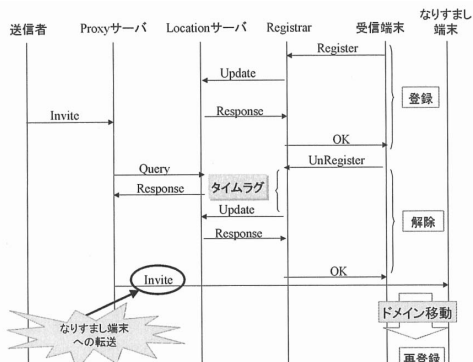 送信者 Proxyサーバ Locationサーバ Registrar 受信端末 なりすまし
端末
Register
Update
Response
登録
Invite
OK
Query
UnRegister
Response
タイムラグ
Update
解除
Response
OK
Invite
なりすまし端末
への転送
ドメイン移動
再登録